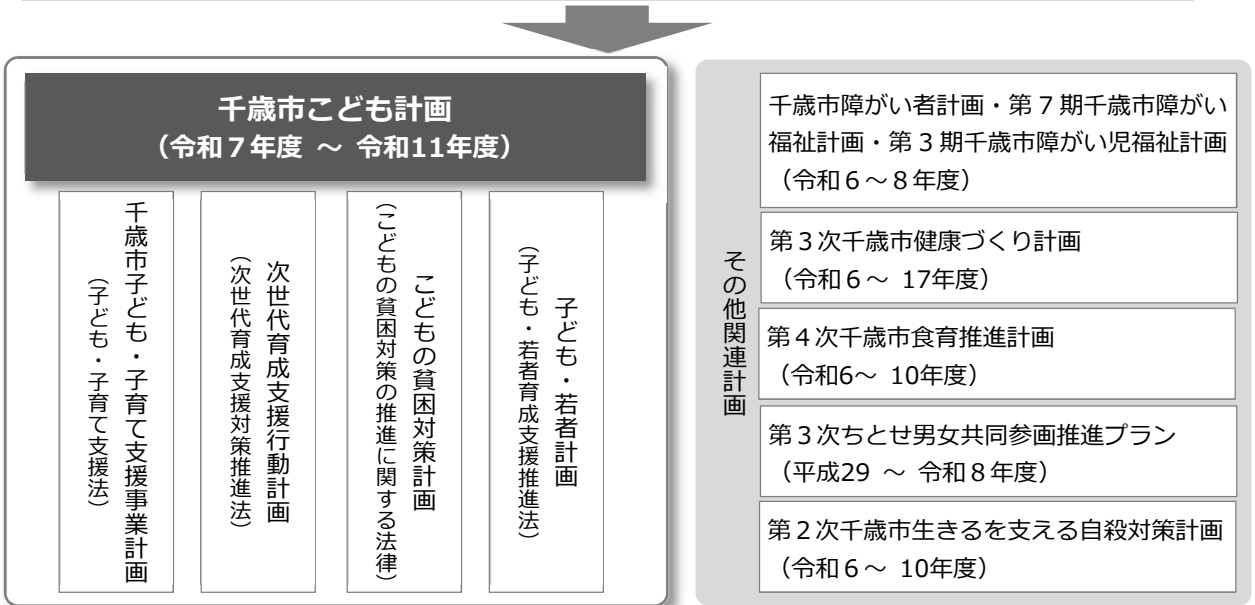 千歳市こども計画
（令和７年度 ～ 令和11年度）
千歳市子ども・子育て支援事業計画
（子ども・子育て支援法）
次世代育成支援行動計画
（次世代育成支援対策推進法）
こどもの貧困対策計画
（こどもの貧困対策の推進に関する法律）
子ども・若者計画
（子ども・若者育成支援推進法）
その他関連計画
千歳市障がい者計画・第７期千歳市障がい
福祉計画・第３期千歳市障がい児福祉計画
（令和６～８年度）
第３次千歳市健康づくり計画
（令和６～ 17年度）
第４次千歳市食育推進計画
（令和6～ 10年度）
第３次ちとせ男女共同参画推進プラン
（平成29 ～ 令和８年度）
第２次千歳市生きるを支える自殺対策計画
（令和６～ 10年度）